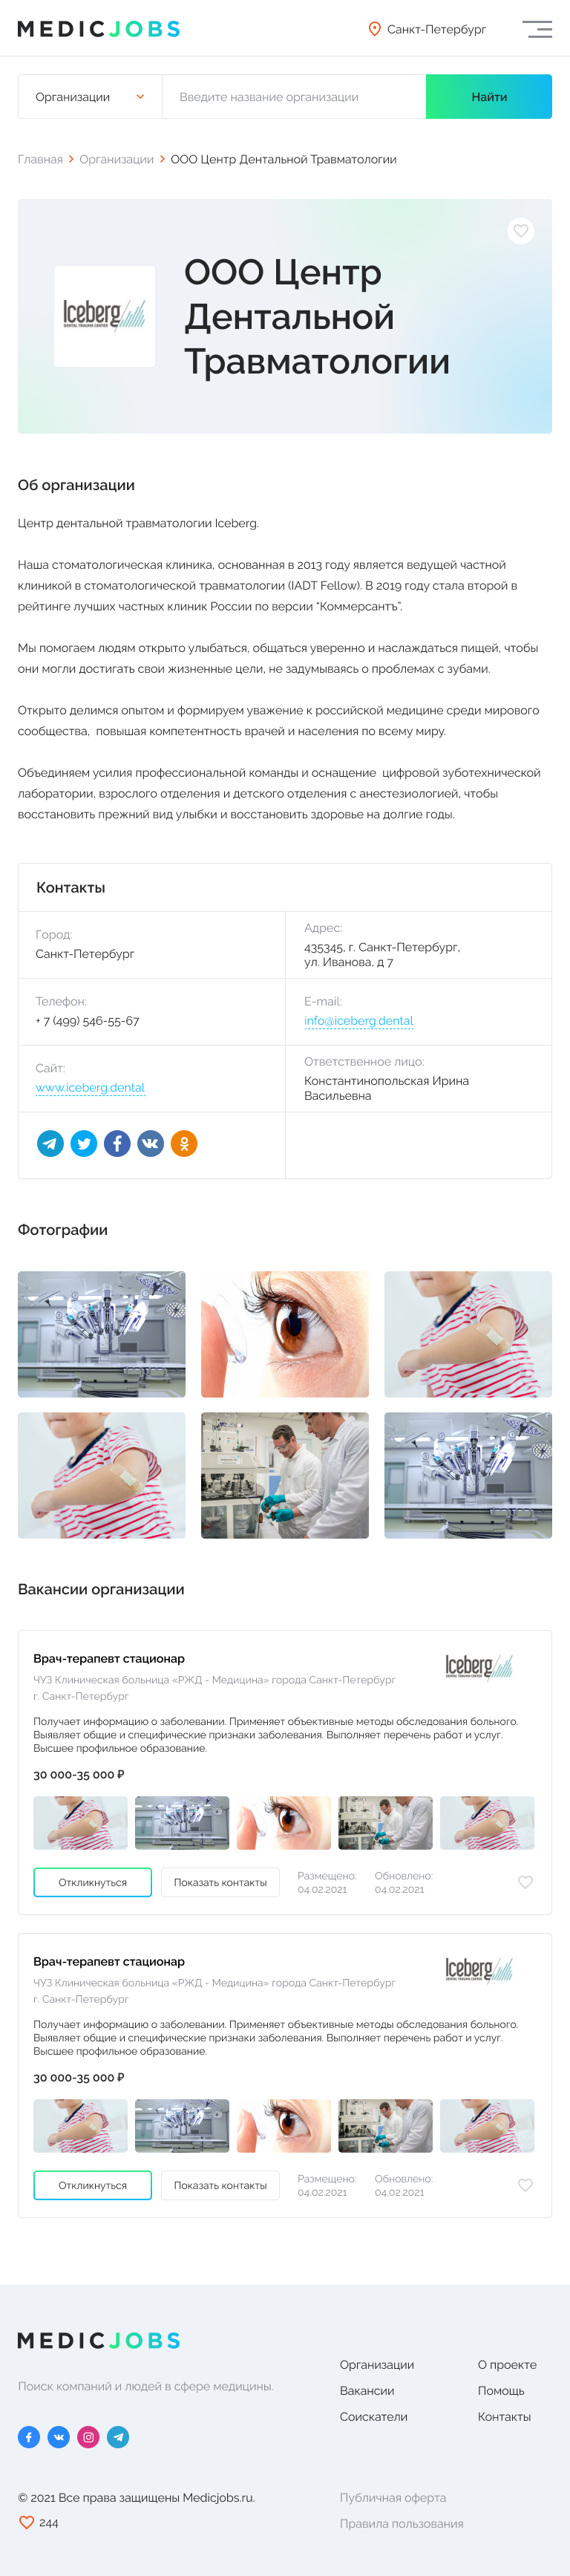 MEDICJOBS
Санкт-Петербург
Организации
Введите название организации
Найти
Главная > Организации > ООО Центр Дентальной Травматологии
Iceberg
DENTAL TRAUMA CENTER
ООО Центр
Дентальной
Травматологии
Об организации
Центр дентальной травматологии Iceberg.
Наша стоматологическая клиника, основанная в 2013 году является ведущей частной
клиникой в стоматологической травматологии (IADT Fellow). В 2019 году стала второй в
рейтинге лучших частных клиник России по версии “Коммерсантъ”.
Мы помогаем людям открыто улыбаться, общаться уверенно и наслаждаться пищей, чтобы
они могли достигать свои жизненные цели, не задумываясь о проблемах с зубами.
Открыто делимся опытом и формируем уважение к российской медицине среди мирового
сообщества,  повышая компетентность врачей и населения по всему миру.
Объединяем усилия профессиональной команды и оснащение  цифровой зуботехнической
лаборатории, взрослого отделения и детского отделения с анестезиологией, чтобы
восстановить прежний вид улыбки и восстановить здоровье на долгие годы.
Контакты
Город:
Санкт-Петербург
Адрес:
435345, г. Санкт-Петербург,
ул. Иванова, д 7
Телефон:
+ 7 (499) 546-55-67
E-mail:
info@iceberg.dental
Сайт:
www.iceberg.dental
Ответственное лицо:
Константинопольская Ирина
Васильевна
Фотографии
Вакансии организации
Врач-терапевт стационар
Iceberg
DENTAL TRAUMA CENTER
ЧУЗ Клиническая больница «РЖД - Медицина» города Санкт-Петербург
г. Санкт-Петербург
Получает информацию о заболевании. Применяет объективные методы обследования больного.
Выявляет общие и специфические признаки заболевания. Выполняет перечень работ и услуг.
Высшее профильное образование.
30 000-35 000 ₽
Откликнуться
Показать контакты
Размещено:
04.02.2021
Обновлено:
04.02.2021
Врач-терапевт стационар
Iceberg
DENTAL TRAUMA CENTER
ЧУЗ Клиническая больница «РЖД - Медицина» города Санкт-Петербург
г. Санкт-Петербург
Получает информацию о заболевании. Применяет объективные методы обследования больного.
Выявляет общие и специфические признаки заболевания. Выполняет перечень работ и услуг.
Высшее профильное образование.
30 000-35 000 ₽
Откликнуться
Показать контакты
Размещено:
04.02.2021
Обновлено:
04.02.2021
MEDICJOBS
Поиск компаний и людей в сфере медицины.
Организации
Вакансии
Соискатели
О проекте
Помощь
Контакты
© 2021 Все права защищены Medicjobs.ru.
244
Публичная оферта
Правила пользования